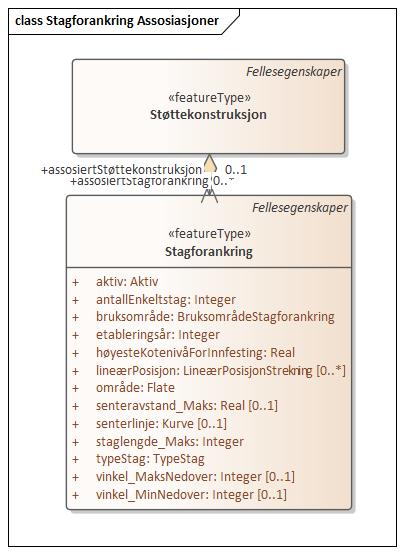 class Stagforankring Assosiasjoner
Fellesegenskaper
«featureType»
Støttekonstruksjon
+assosiertStøttekonstruksjon 0..1
+assosiertStagforankring 0..*
Fellesegenskaper
«featureType»
Stagforankring
+ aktiv: Aktiv
+ antallEnkeltstag: Integer
+ bruksområde: BruksområdeStagforankring
+ etableringsår: Integer
+ høyesteKotenivåForInnfesting: Real
+ lineærPosisjon: LineærPosisjonStrekning [0..*]
+ område: Flate
+ senteravstand_Maks: Real [0..1]
+ senterlinje: Kurve [0..1]
+ staglengde_Maks: Integer
+ typeStag: TypeStag
+ vinkel_MaksNedover: Integer [0..1]
+ vinkel_MinNedover: Integer [0..1]